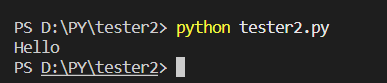 PS D:\PY\tester2> python tester2.py
Hello
PS D:\PY\tester2>